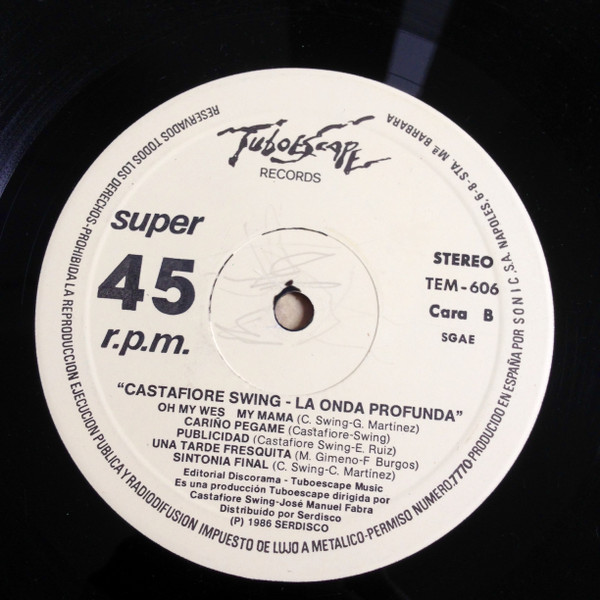 TuboEscape
RECORDS
super
45
r.p.m.
STEREO
TEM-606
Cara B
SGAE
"CASTAFIORE SWING - LA ONDA PROFUNDA"
OH MY WES MY MAMA (C. Swing-G. Martínez)
CARIÑO PEGAME (Castafiore-Swing)
PUBLICIDAD (Castafiore Swing-E. Ruiz)
UNA TARDE FRESQUITA (M. Gimeno-F Burgos)
SINTONIA FINAL (C. Swing-C. Martínez)
Editorial Discorama - Tuboescape Music
Es una producción Tuboescape dirigida por
Castafiore Swing-José Manuel Fabra
Distribuído por Serdisco
(P) 1986 SERDISCO
RESERVADOS TODOS LOS DERECHOS-PROHIBIDA LA REPRODUCCION EJECUCION PUBLICA Y RADIODIFUSION IMPUESTO DE LUJO A METALICO-PERMISO NUMERO.7770 PRODUCIDO EN ESPAÑA POR SONIC, S.A. NAPOLES, 6-8-STA. Mª BARBARA